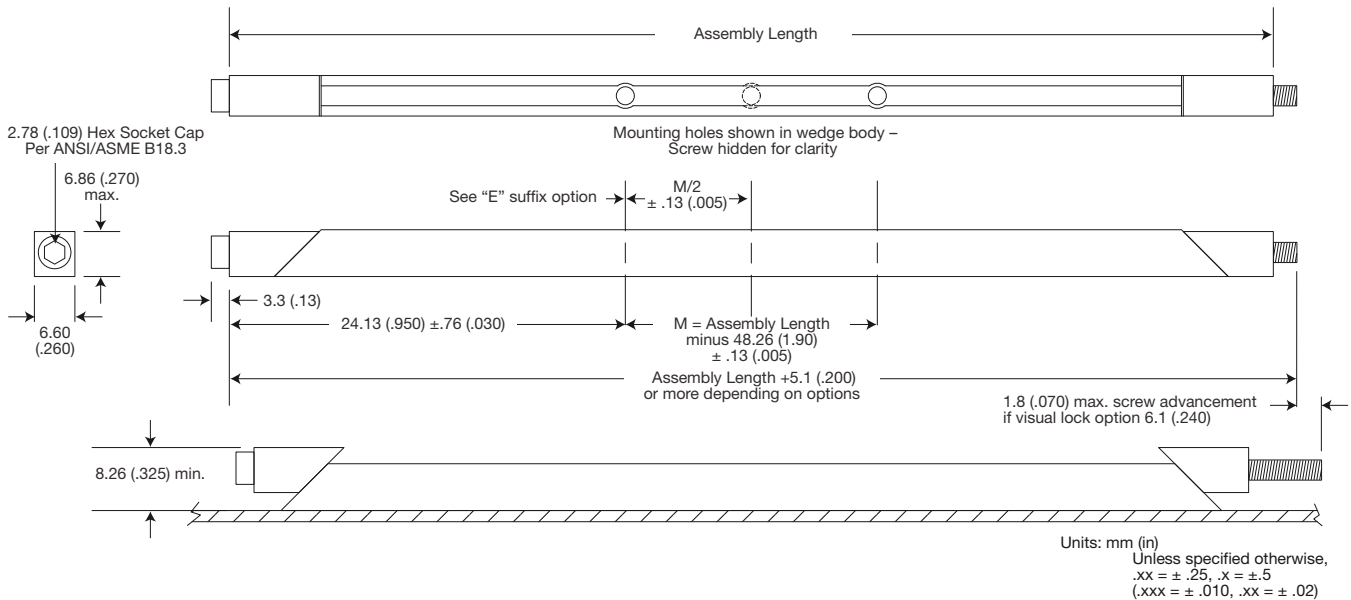 Assembly Length
2.78 (.109) Hex Socket Cap
Per ANSI/ASME B18.3
Mounting holes shown in wedge body –
Screw hidden for clarity
6.86 (.270)
max.
See “E” suffix option
M/2
± .13 (.005)
3.3 (.13)
6.60
(.260)
24.13 (.950) ±.76 (.030)
M = Assembly Length
minus 48.26 (1.90)
± .13 (.005)
Assembly Length +5.1 (.200)
or more depending on options
1.8 (.070) max. screw advancement
if visual lock option 6.1 (.240)
8.26 (.325) min.
Units: mm (in)
Unless specified otherwise,
.xx = ± .25, .x = ±.5
(.xxx = ± .010, .xx = ± .02)